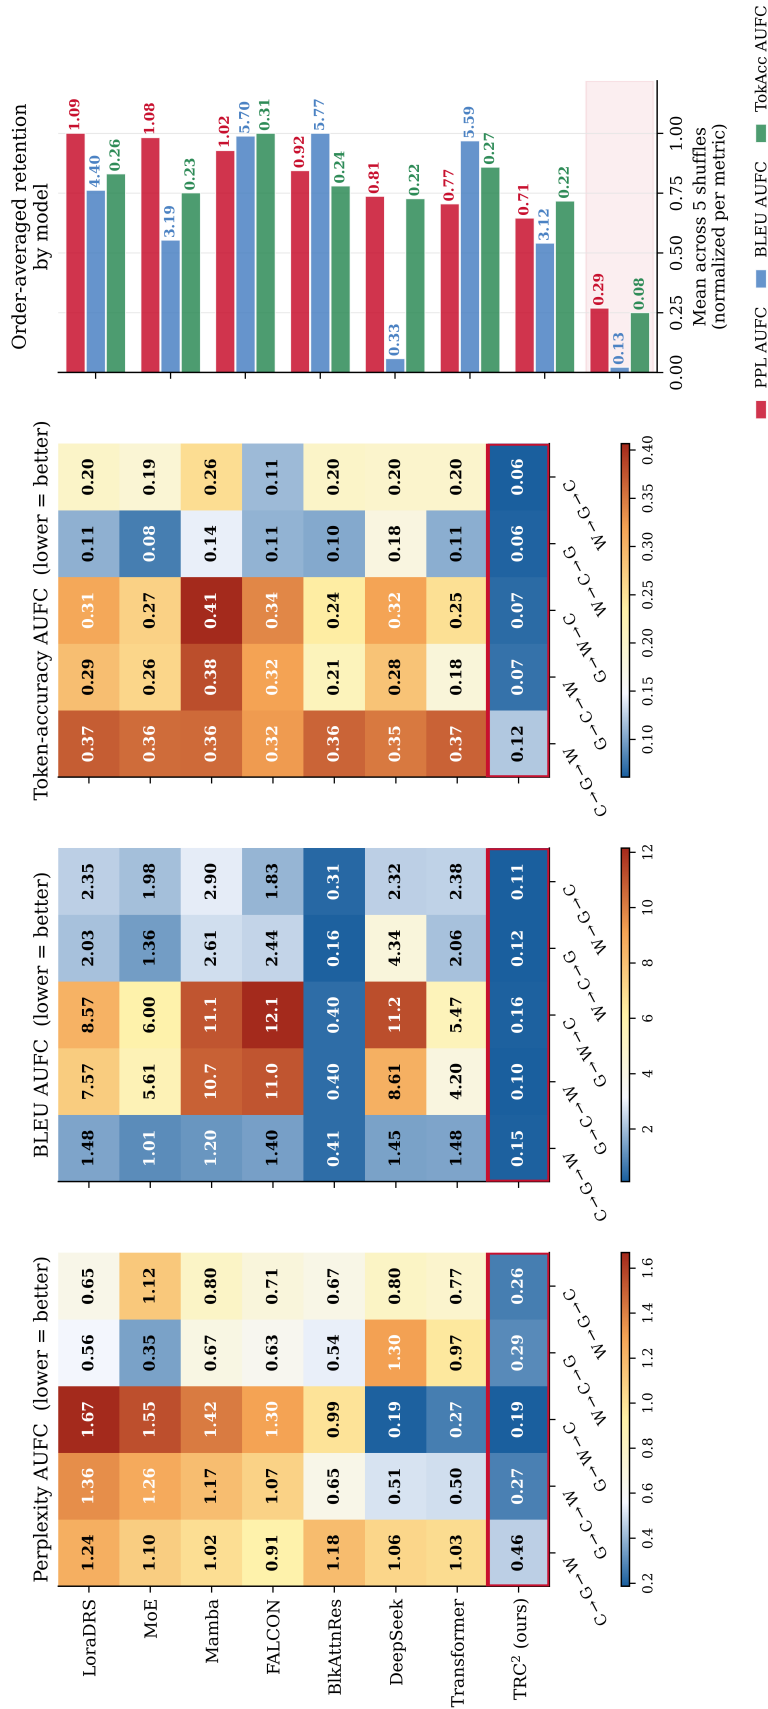 Perplexity AUFC (lower = better)
LoraDRS 1.24 1.36 1.67 0.56 0.65
MoE 1.10 1.26 1.55 0.35 1.12
Mamba 1.02 1.17 1.42 0.67 0.80
FALCON 0.91 1.07 1.30 0.63 0.71
BlkAttnRes 1.18 0.65 0.99 0.54 0.67
DeepSeek 1.06 0.51 0.19 1.30 0.80
Transformer 1.03 0.50 0.27 0.97 0.77
TRC² (ours) 0.46 0.27 0.19 0.29 0.26
C→G→W G→C→W G→W→C W→C→G W→G→C
0.2 0.4 0.6 0.8 1.0 1.2 1.4 1.6
BLEU AUFC (lower = better)
1.48 7.57 8.57 2.03 2.35
1.01 5.61 6.00 1.36 1.98
1.20 10.7 11.1 2.61 2.90
1.40 11.0 12.1 2.44 1.83
0.41 0.40 0.40 0.16 0.31
1.45 8.61 11.2 4.34 2.32
1.48 4.20 5.47 2.06 2.38
0.15 0.10 0.16 0.12 0.11
C→G→W G→C→W G→W→C W→C→G W→G→C
2 4 6 8 10 12
Token-accuracy AUFC (lower = better)
0.37 0.29 0.31 0.11 0.20
0.36 0.26 0.27 0.08 0.19
0.36 0.38 0.41 0.14 0.26
0.32 0.32 0.34 0.11 0.11
0.36 0.21 0.24 0.10 0.20
0.35 0.28 0.32 0.18 0.20
0.37 0.18 0.25 0.11 0.20
0.12 0.07 0.07 0.06 0.06
C→G→W G→C→W G→W→C W→C→G W→G→C
0.10 0.15 0.20 0.25 0.30 0.35 0.40
Order-averaged retention
by model
1.09
4.40
0.26
1.08
3.19
0.23
1.02
5.70
0.31
0.92
5.77
0.24
0.81
0.33
0.22
0.77
5.59
0.27
0.71
3.12
0.22
0.29
0.13
0.08
0.00 0.25 0.50 0.75 1.00
Mean across 5 shuffles
(normalized per metric)
PPL AUFC BLEU AUFC TokAcc AUFC